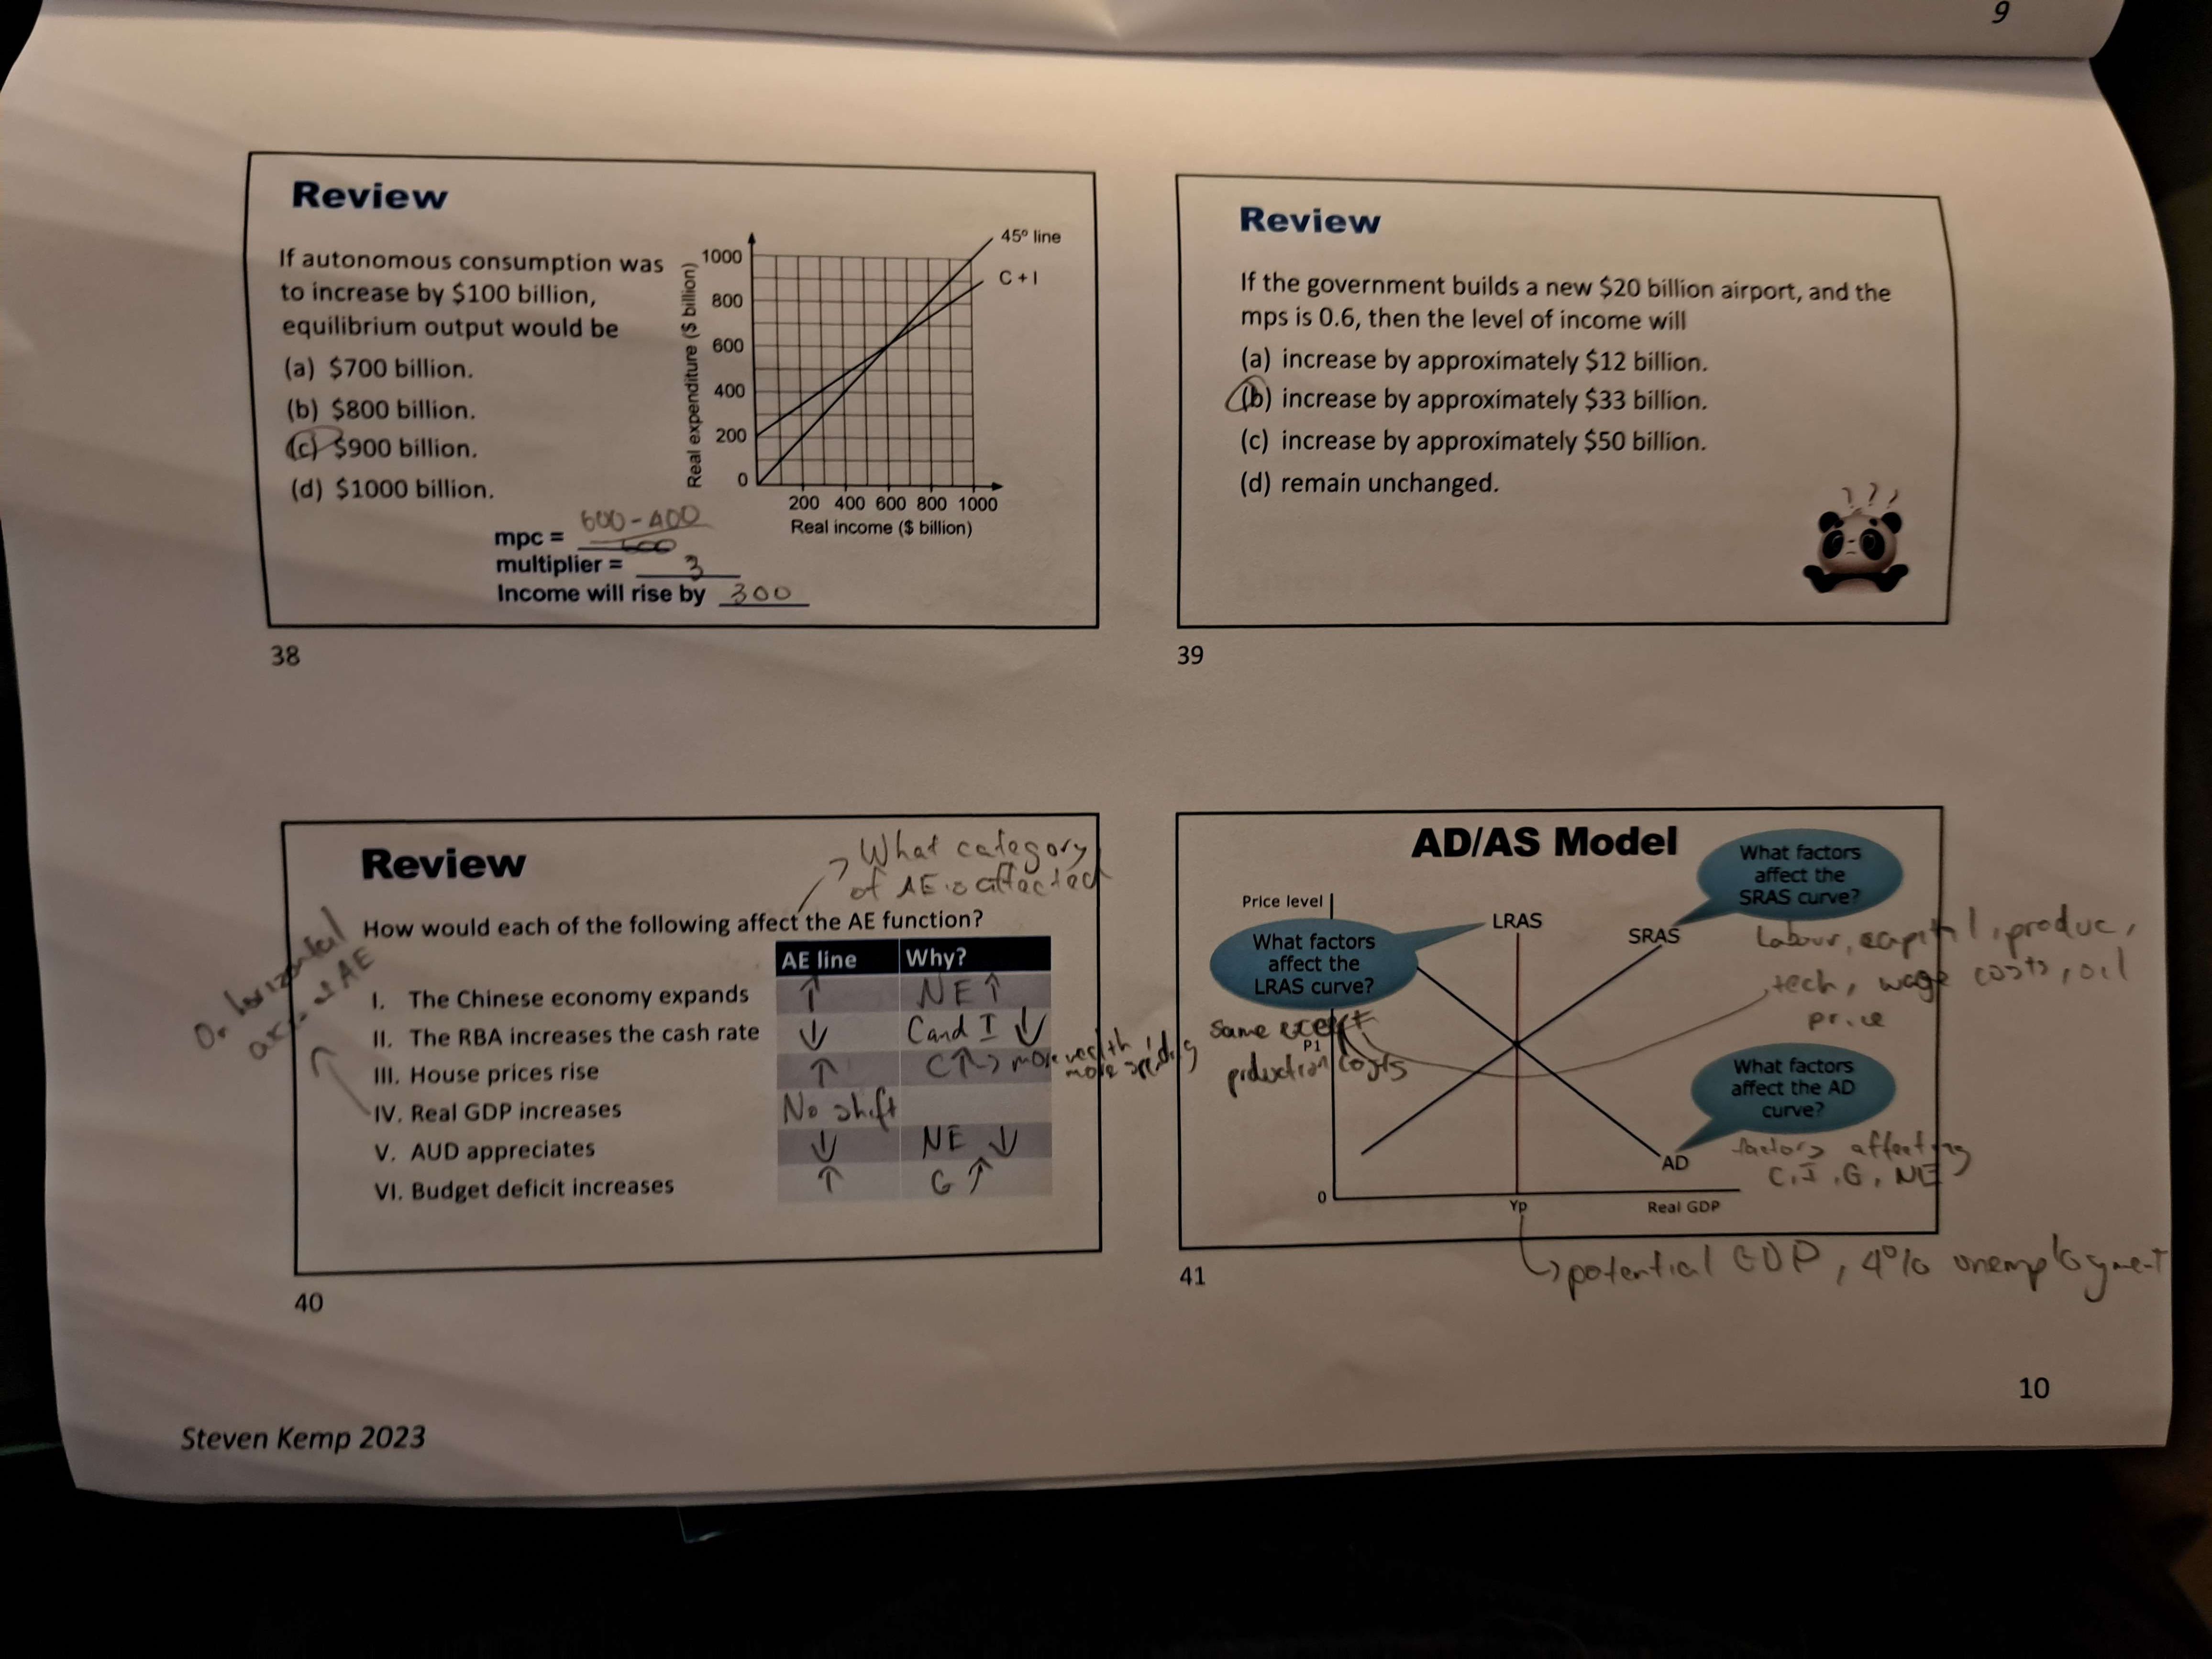 9
Review
If autonomous consumption was
to increase by $100 billion,
equilibrium output would be
(a) $700 billion.
(b) $800 billion.
(c) $900 billion.
(d) $1000 billion.
Real expenditure ($ billion)
1000
800
600
400
200
0
45° line
C + I
200 400 600 800 1000
Real income ($ billion)
mpc = 600-400
multiplier = 3
Income will rise by 300
38
Review
If the government builds a new $20 billion airport, and the
mps is 0.6, then the level of income will
(a) increase by approximately $12 billion.
(b) increase by approximately $33 billion.
(c) increase by approximately $50 billion.
(d) remain unchanged.
???
39
Review
What category
of AE is affected
How would each of the following affect the AE function?
AE line Why?
I. The Chinese economy expands ↑ NE ↑
II. The RBA increases the cash rate ↓ C and I ↓
III. House prices rise ↑ C↑ → more wealth
more spending
IV. Real GDP increases No shift
V. AUD appreciates ↓ NE ↓
VI. Budget deficit increases ↑ G ↑
On horizontal
axis of AE
40
AD/AS Model
Price level
What factors
affect the
LRAS curve?
LRAS
SRAS
What factors
affect the
SRAS curve?
Labour, capital, produc,
tech, wage costs, oil
price
same except
P1
production costs
What factors
affect the AD
curve?
AD
factors affecting
C, I, G, NE
0
Yp
Real GDP
potential GDP, 4% unemployment
41
10
Steven Kemp 2023